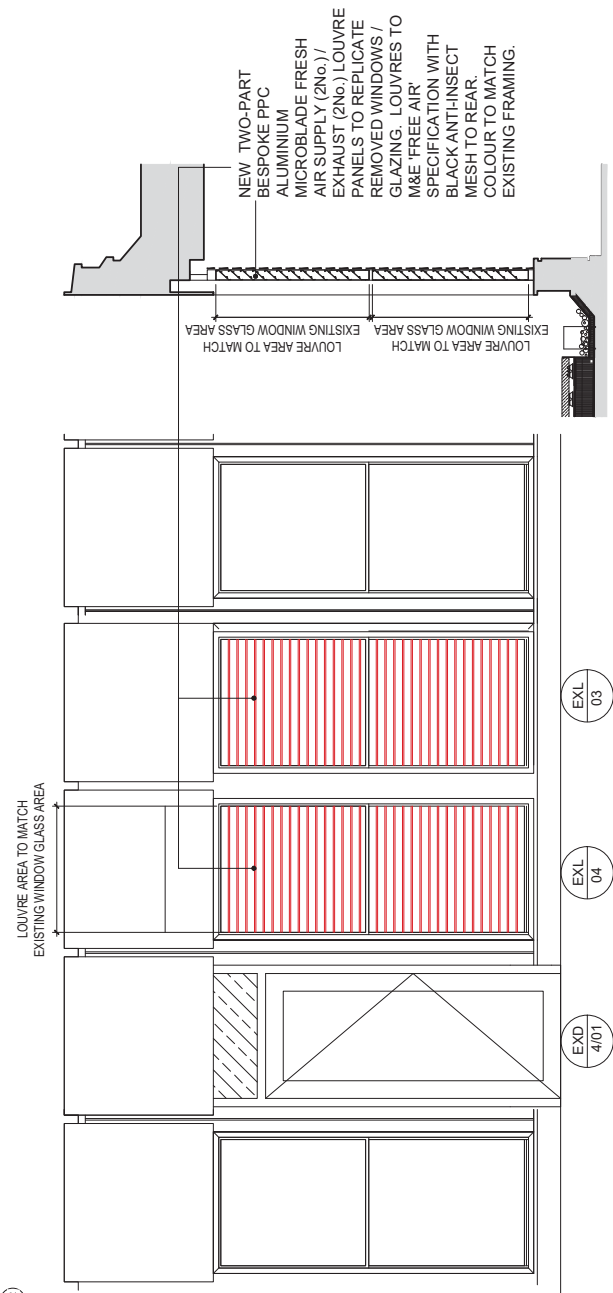 LOUVRE AREA TO MATCH
EXISTING WINDOW GLASS AREA
NEW TWO-PART
BESPOKE PPC
ALUMINIUM
MICROBLADE FRESH
AIR SUPPLY (2No.) /
EXHAUST (2No.) LOUVRE
PANELS TO REPLICATE
REMOVED WINDOWS /
GLAZING. LOUVRES TO
M&E 'FREE AIR'
SPECIFICATION WITH
BLACK ANTI-INSECT
MESH TO REAR.
COLOUR TO MATCH
EXISTING FRAMING.
LOUVRE AREA TO MATCH
EXISTING WINDOW GLASS AREA
LOUVRE AREA TO MATCH
EXISTING WINDOW GLASS AREA
EXD
4/01
EXL
04
EXL
03